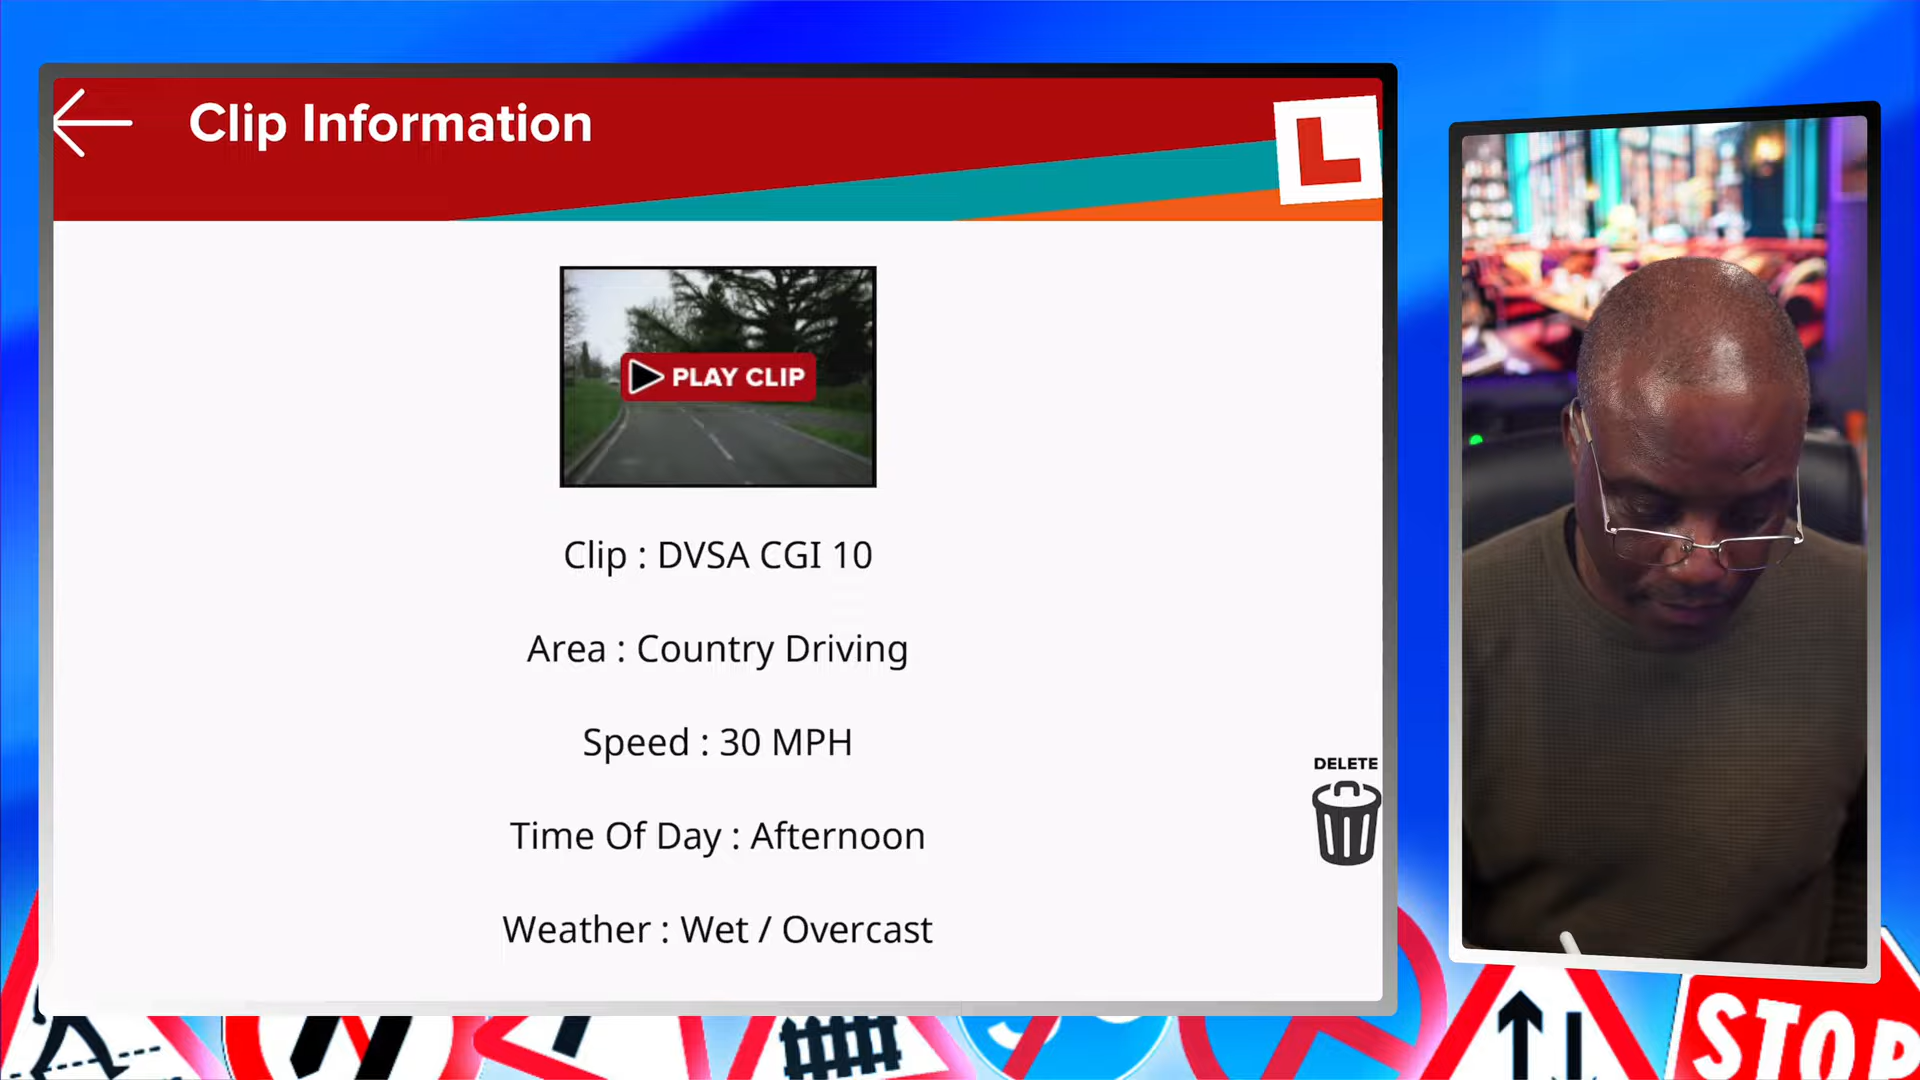 Clip Information
L
PLAY CLIP
Clip : DVSA CGI 10
Area : Country Driving
Speed : 30 MPH
DELETE
Time Of Day : Afternoon
Weather : Wet / Overcast
STOP